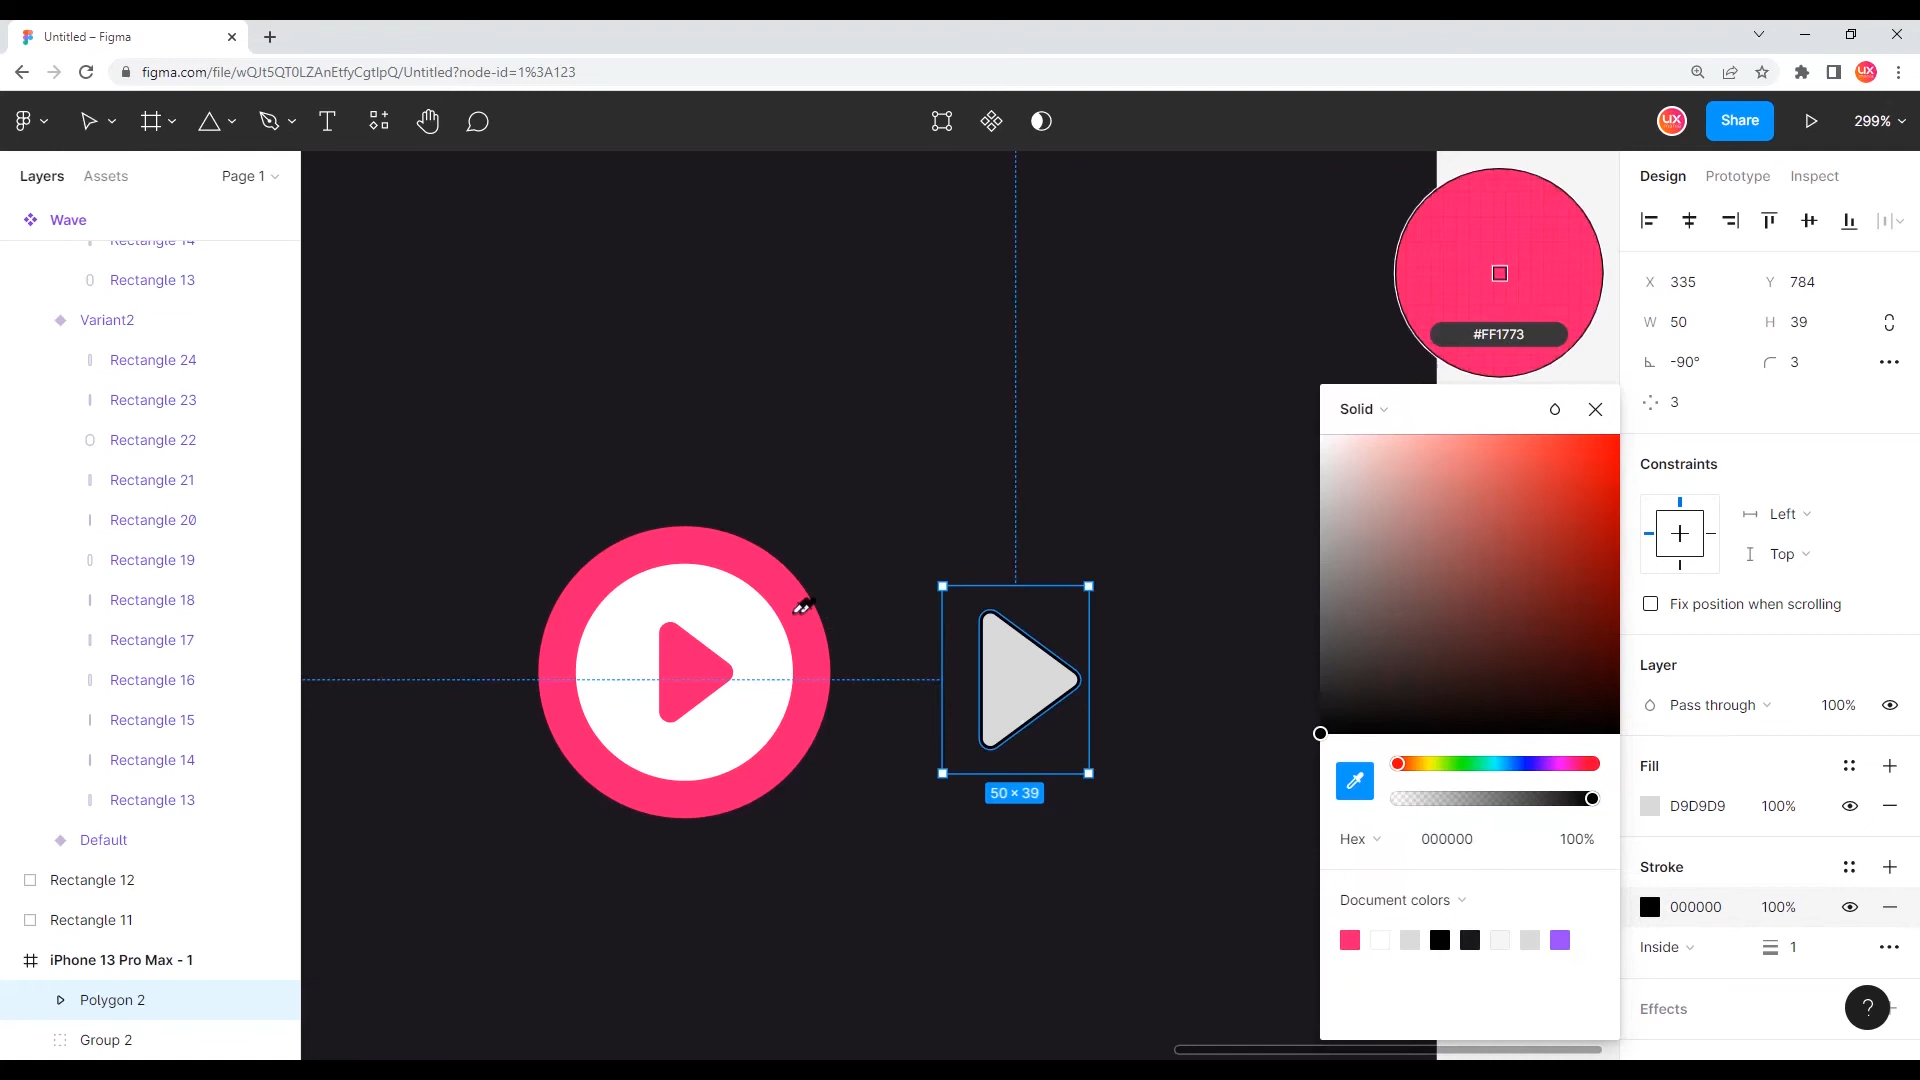 Untitled – Figma
figma.com/file/wQJt5QT0LZAnEtfyCgtlpQ/Untitled?node-id=1%3A123
UX
UX
Share
299%
Layers
Assets
Page 1
Design
Prototype
Inspect
Wave
Rectangle 14
Rectangle 13
Variant2
Rectangle 24
Rectangle 23
Rectangle 22
Rectangle 21
Rectangle 20
Rectangle 19
Rectangle 18
Rectangle 17
Rectangle 16
Rectangle 15
Rectangle 14
Rectangle 13
Default
Rectangle 12
Rectangle 11
iPhone 13 Pro Max - 1
Polygon 2
Group 2
50 × 39
#FF1773
Solid
Hex
000000
100%
Document colors
X 335
Y 784
W 50
H 39
-90°
3
3
Constraints
Left
Top
Fix position when scrolling
Layer
Pass through
100%
Fill
D9D9D9
100%
Stroke
000000
100%
Inside
1
Effects
?